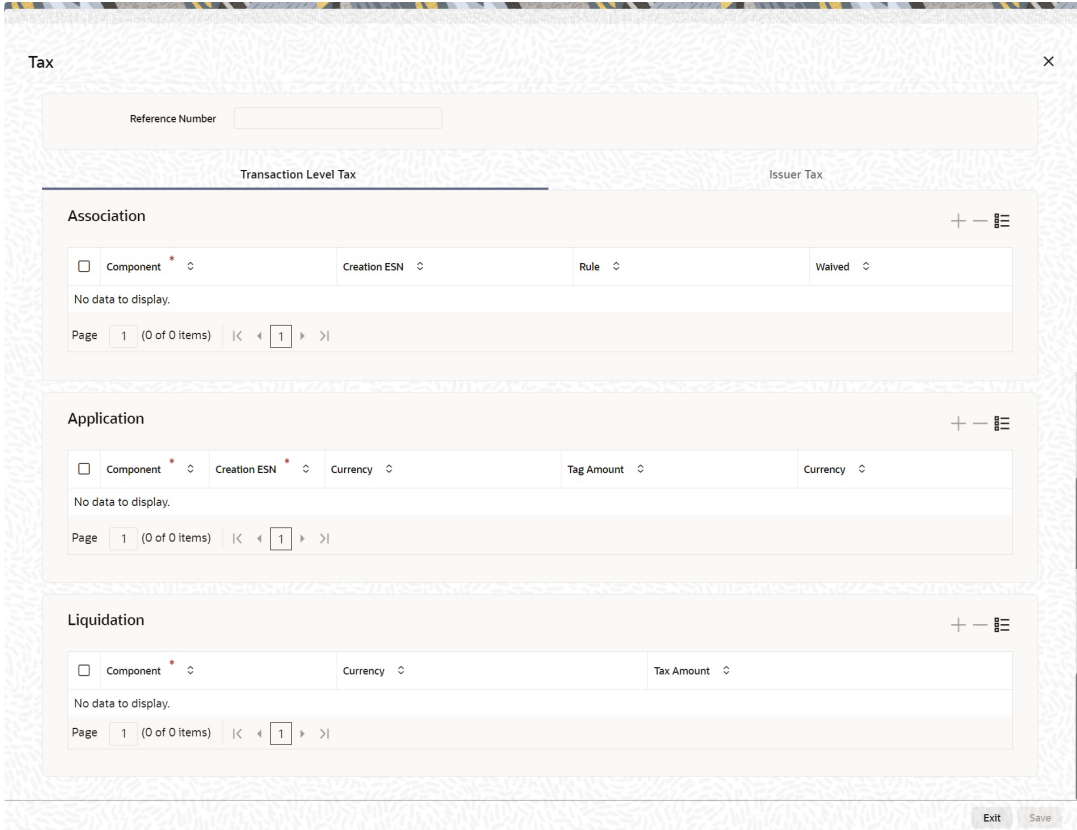 Tax
Reference Number
Transaction Level Tax Issuer Tax
Association
Component * Creation ESN Rule Waived
No data to display.
Page 1 (0 of 0 items) 1
Application
Component * Creation ESN * Currency Tag Amount Currency
No data to display.
Page 1 (0 of 0 items) 1
Liquidation
Component * Currency Tax Amount
No data to display.
Page 1 (0 of 0 items) 1
Exit Save